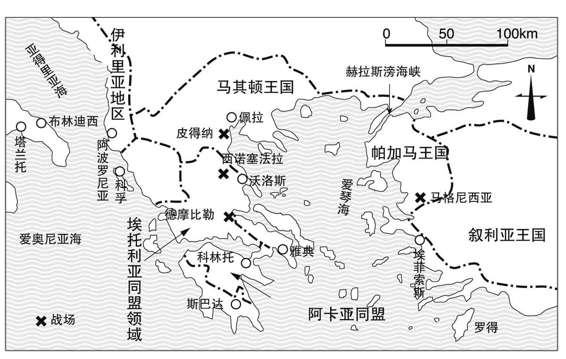 0 50 100km
N
亚得里亚海
伊利里亚地区
马其顿王国
赫拉斯滂海峡
布林迪西
塔兰托
阿波罗尼亚
佩拉
皮得纳
帕加马王国
西诺塞法拉
科孚
沃洛斯
爱琴海
马格尼西亚
德摩比勒
爱奥尼亚海
埃托利亚同盟领域
叙利亚王国
科林托
雅典
埃菲索斯
斯巴达
阿卡亚同盟
罗得
战场